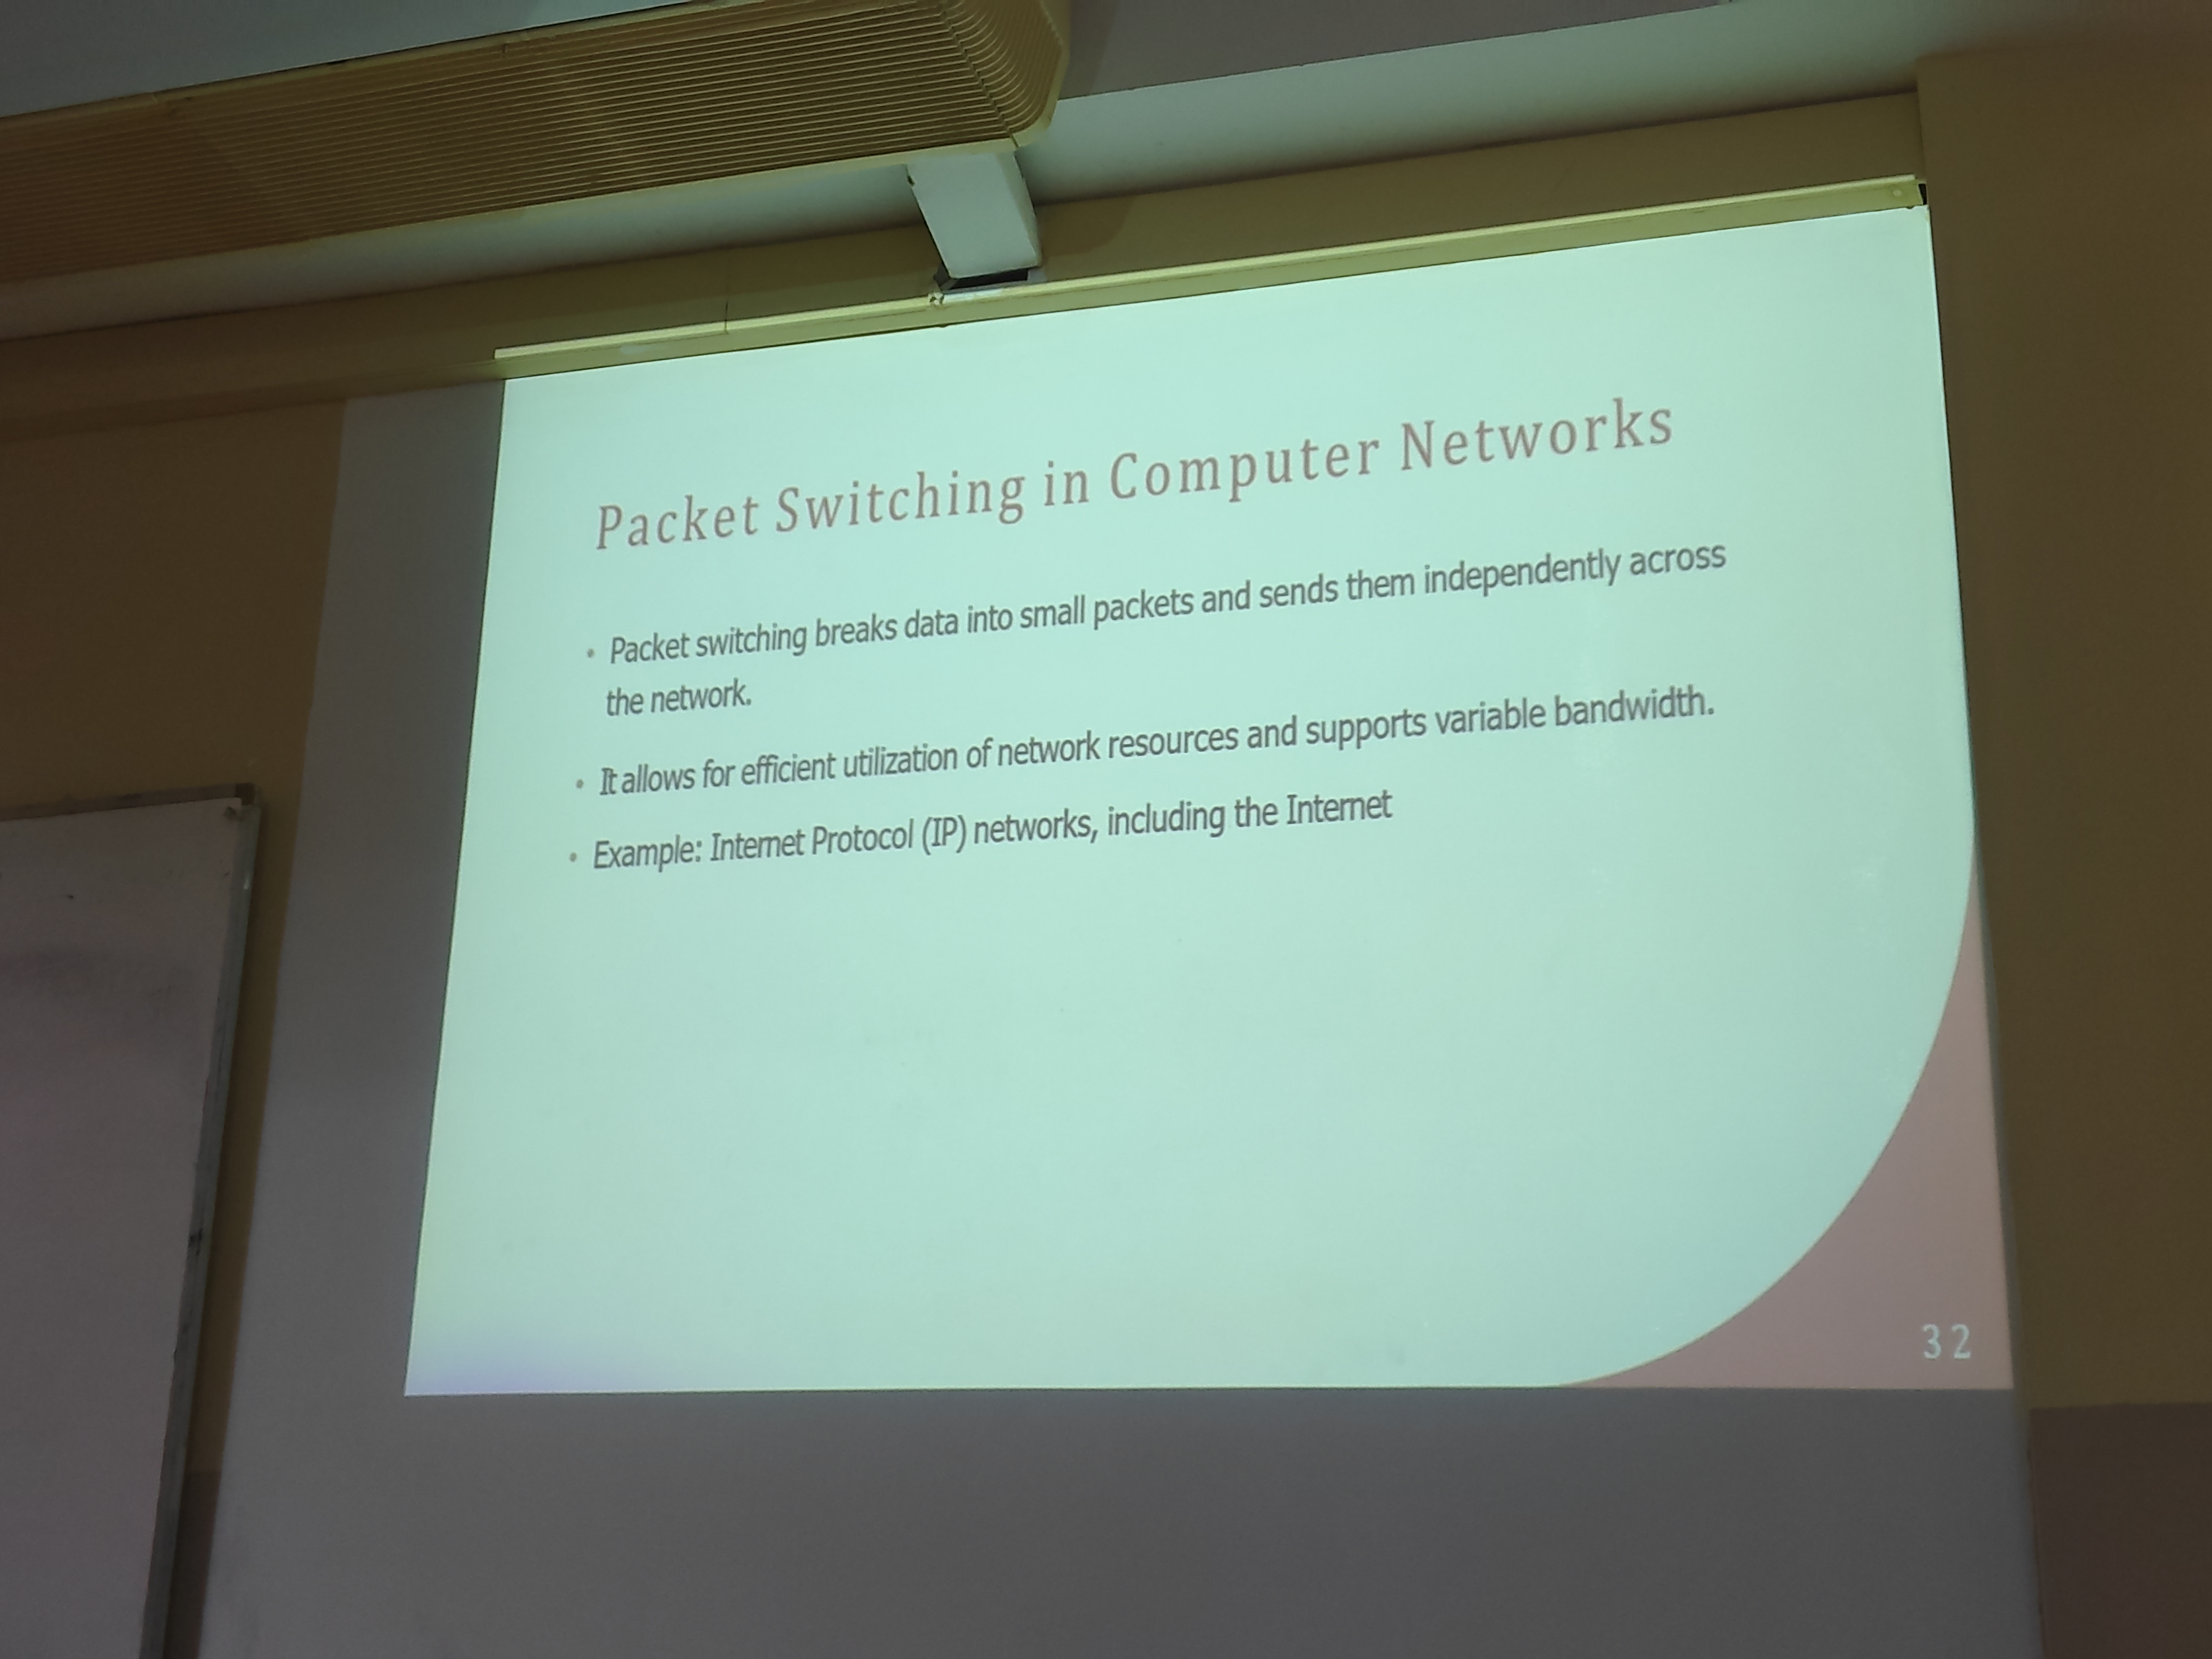 Packet Switching in Computer Networks
• Packet switching breaks data into small packets and sends them independently across
the network.
• It allows for efficient utilization of network resources and supports variable bandwidth.
• Example: Internet Protocol (IP) networks, including the Internet
32